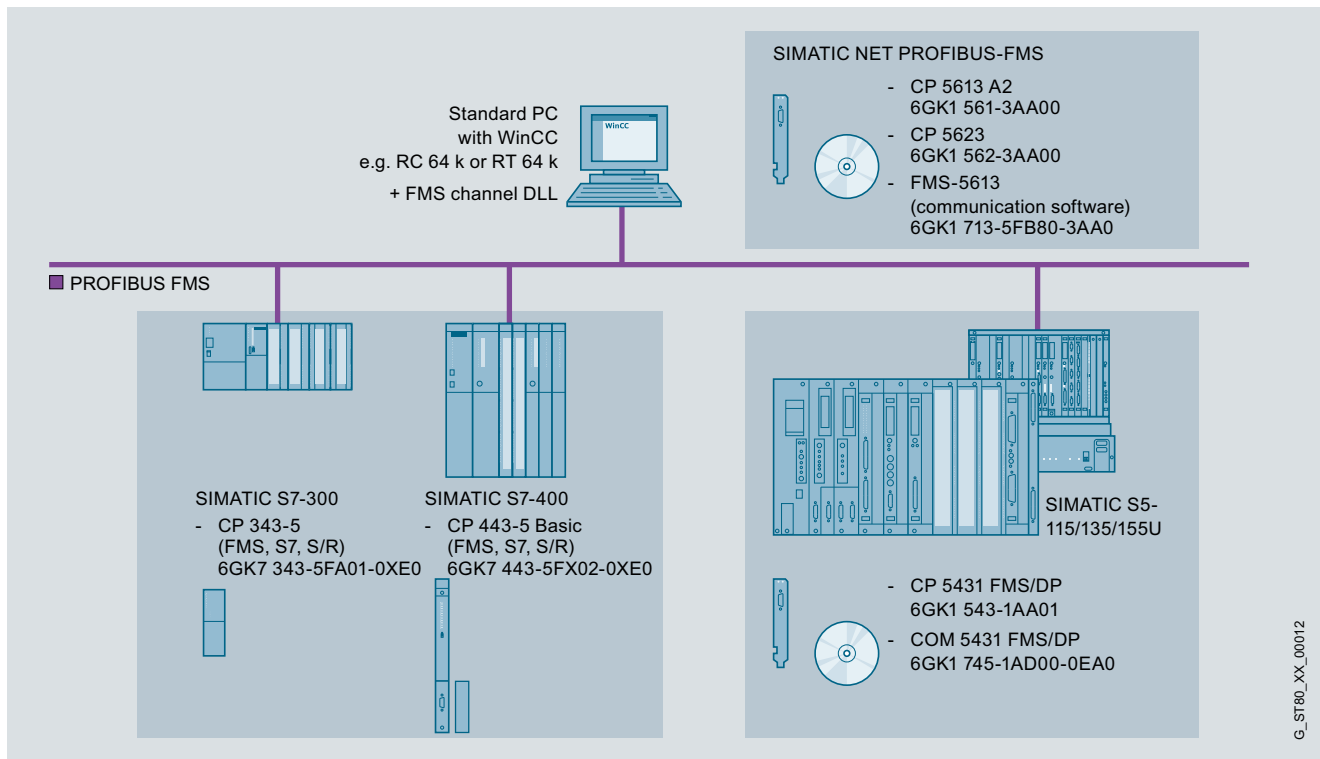 Standard PC
with WinCC
e.g. RC 64 k or RT 64 k
+ FMS channel DLL
WinCC
SIMATIC NET PROFIBUS-FMS
- CP 5613 A2
6GK1 561-3AA00
- CP 5623
6GK1 562-3AA00
- FMS-5613
(communication software)
6GK1 713-5FB80-3AA0
PROFIBUS FMS
SIMATIC S7-300
- CP 343-5
(FMS, S7, S/R)
6GK7 343-5FA01-0XE0
SIMATIC S7-400
- CP 443-5 Basic
(FMS, S7, S/R)
6GK7 443-5FX02-0XE0
SIMATIC S5-
115/135/155U
- CP 5431 FMS/DP
6GK1 543-1AA01
- COM 5431 FMS/DP
6GK1 745-1AD00-0EA0
G_ST80_XX_00012